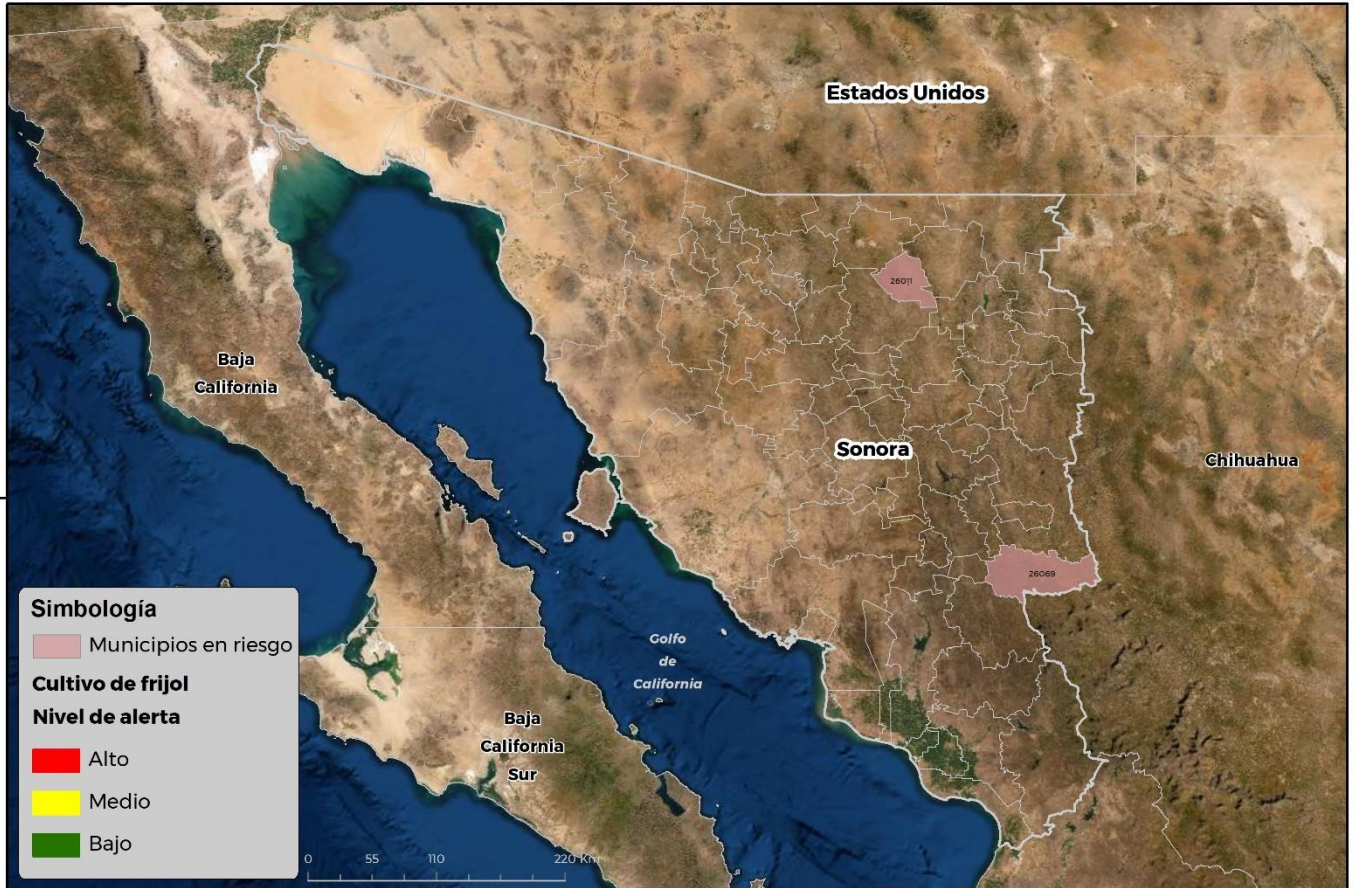 Estados Unidos
26011
Baja
California
Sonora
Chihuahua
26069
Golfo
de
California
Baja
California
Sur
Simbología
Municipios en riesgo
Cultivo de frijol
Nivel de alerta
Alto
Medio
Bajo
0 55 110 220 Km